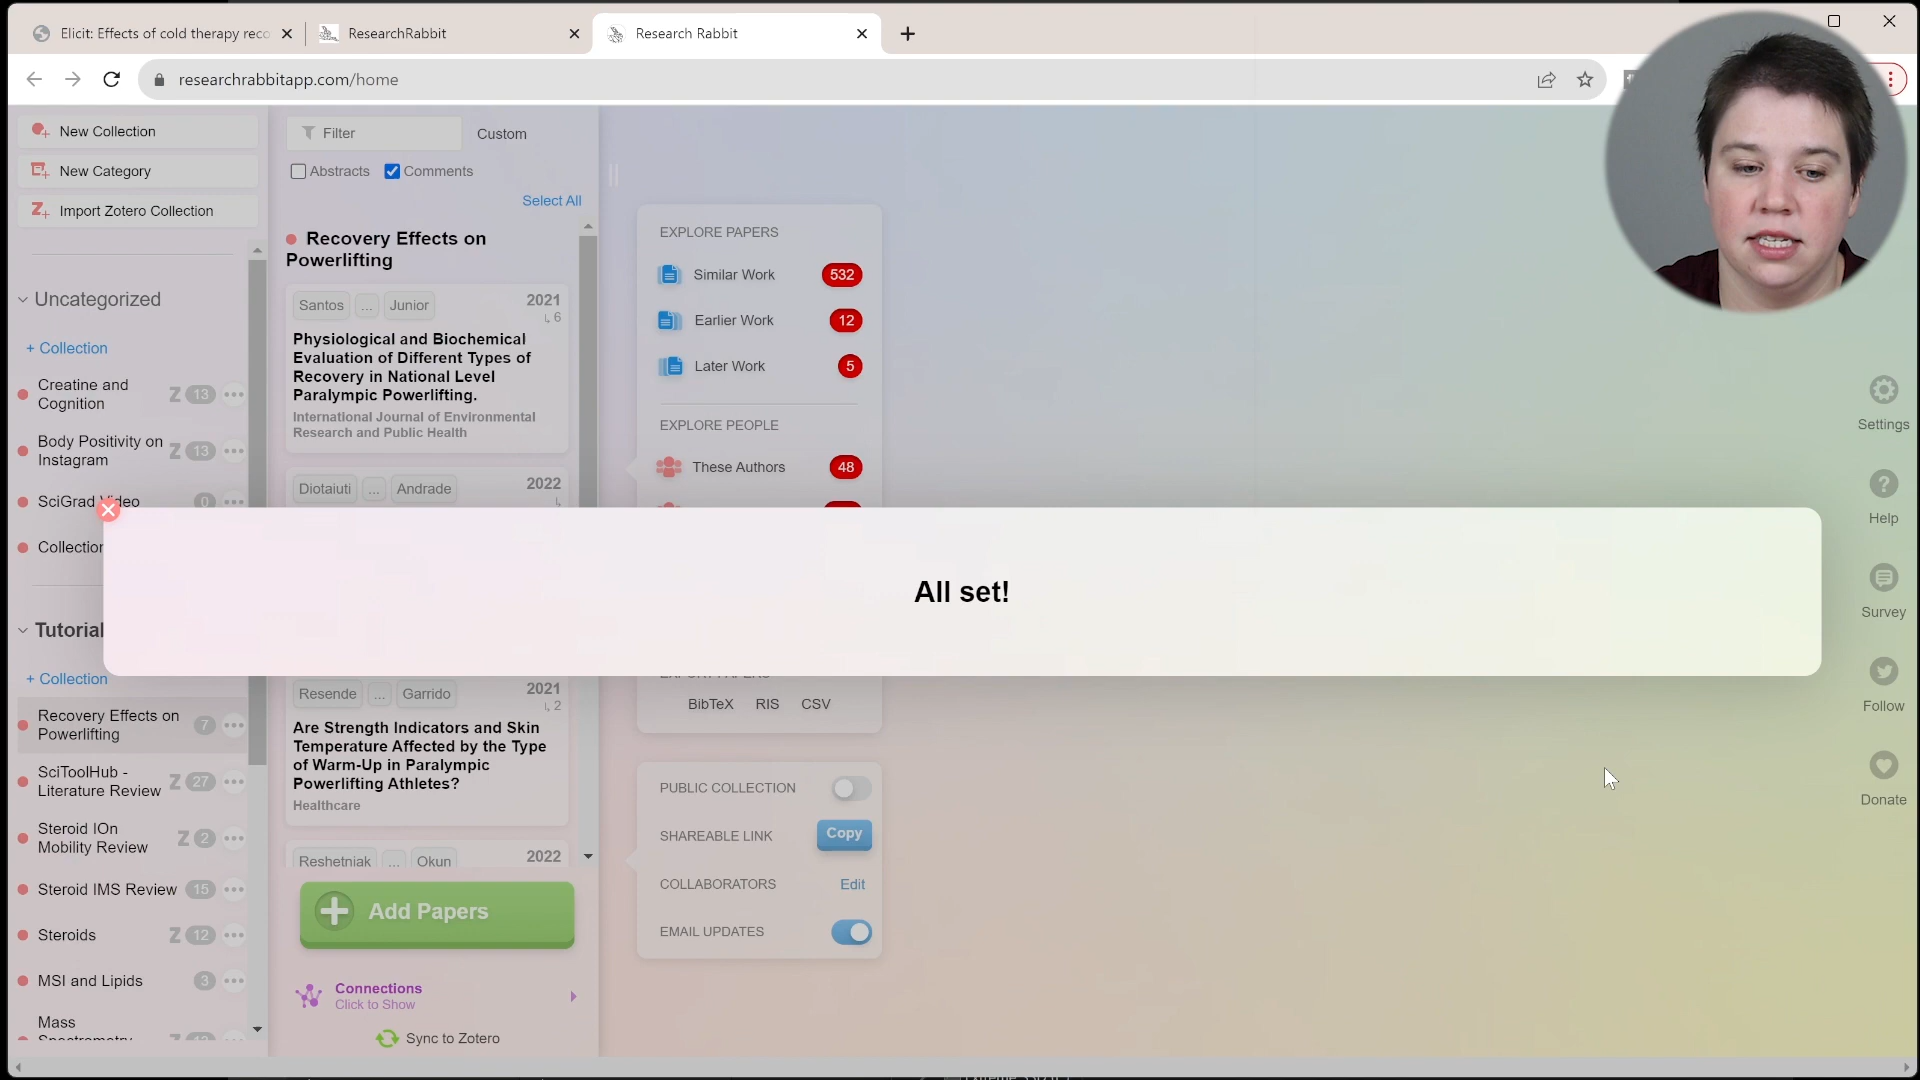 Elicit: Effects of cold therapy reco
ResearchRabbit
Research Rabbit
researchrabbitapp.com/home
New Collection
New Category
Import Zotero Collection
Uncategorized
+ Collection
Creative and
Cognition
Z 13
Body Positivity on
Instagram
Z 13
SciGrad Video
0
Collection
Tutorial
+ Collection
Recovery Effects on
Powerlifting
7
SciToolHub -
Literature Review
Z 27
Steroid IOn
Mobility Review
Z 2
Steroid IMS Review
15
Steroids
Z 12
MSI and Lipids
3
Mass
Filter
Custom
Abstracts
Comments
Select All
Recovery Effects on
Powerlifting
Santos ... Junior
2021
6
Physiological and Biochemical
Evaluation of Different Types of
Recovery in National Level
Paralympic Powerlifting.
International Journal of Environmental
Research and Public Health
Diotaiuti ... Andrade
2022
All set!
Resende ... Garrido
2021
2
Are Strength Indicators and Skin
Temperature Affected by the Type
of Warm-Up in Paralympic
Powerlifting Athletes?
Healthcare
Reshetniak ... Okun
2022
Add Papers
Connections
Click to Show
Sync to Zotero
EXPLORE PAPERS
Similar Work 532
Earlier Work 12
Later Work 5
EXPLORE PEOPLE
These Authors 48
BibTeX RIS CSV
PUBLIC COLLECTION
SHAREABLE LINK Copy
COLLABORATORS Edit
EMAIL UPDATES
Settings
Help
Survey
Follow
Donate